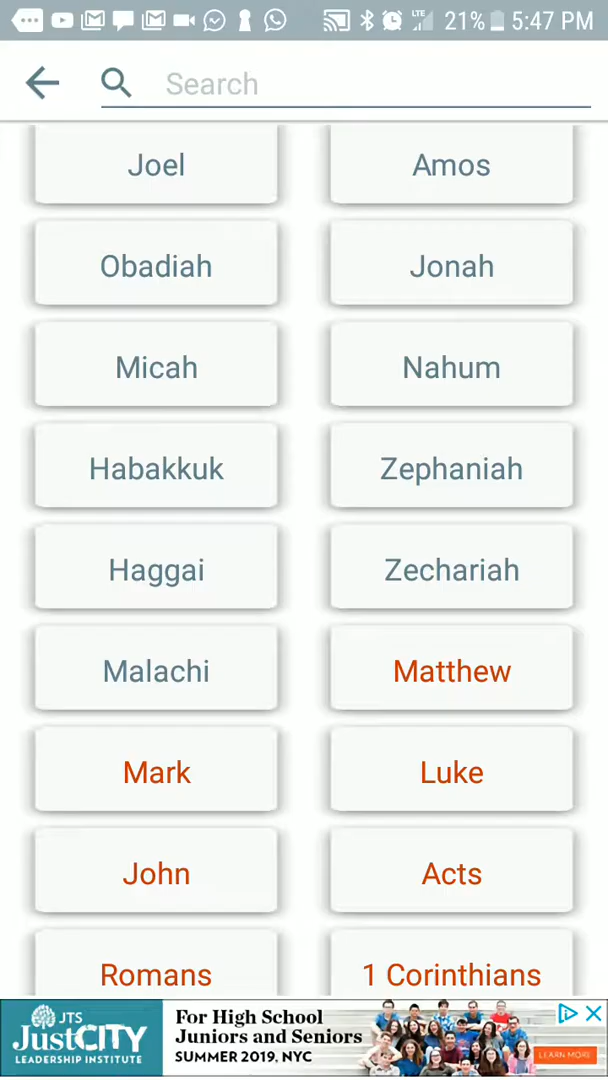 LTE 21% 5:47 PM
Search
Joel Amos
Obadiah Jonah
Micah Nahum
Habakkuk Zephaniah
Haggai Zechariah
Malachi Matthew
Mark Luke
John Acts
Romans 1 Corinthians
JTS
JustCITY
LEADERSHIP INSTITUTE
For High School
Juniors and Seniors
SUMMER 2019, NYC
LEARN MORE